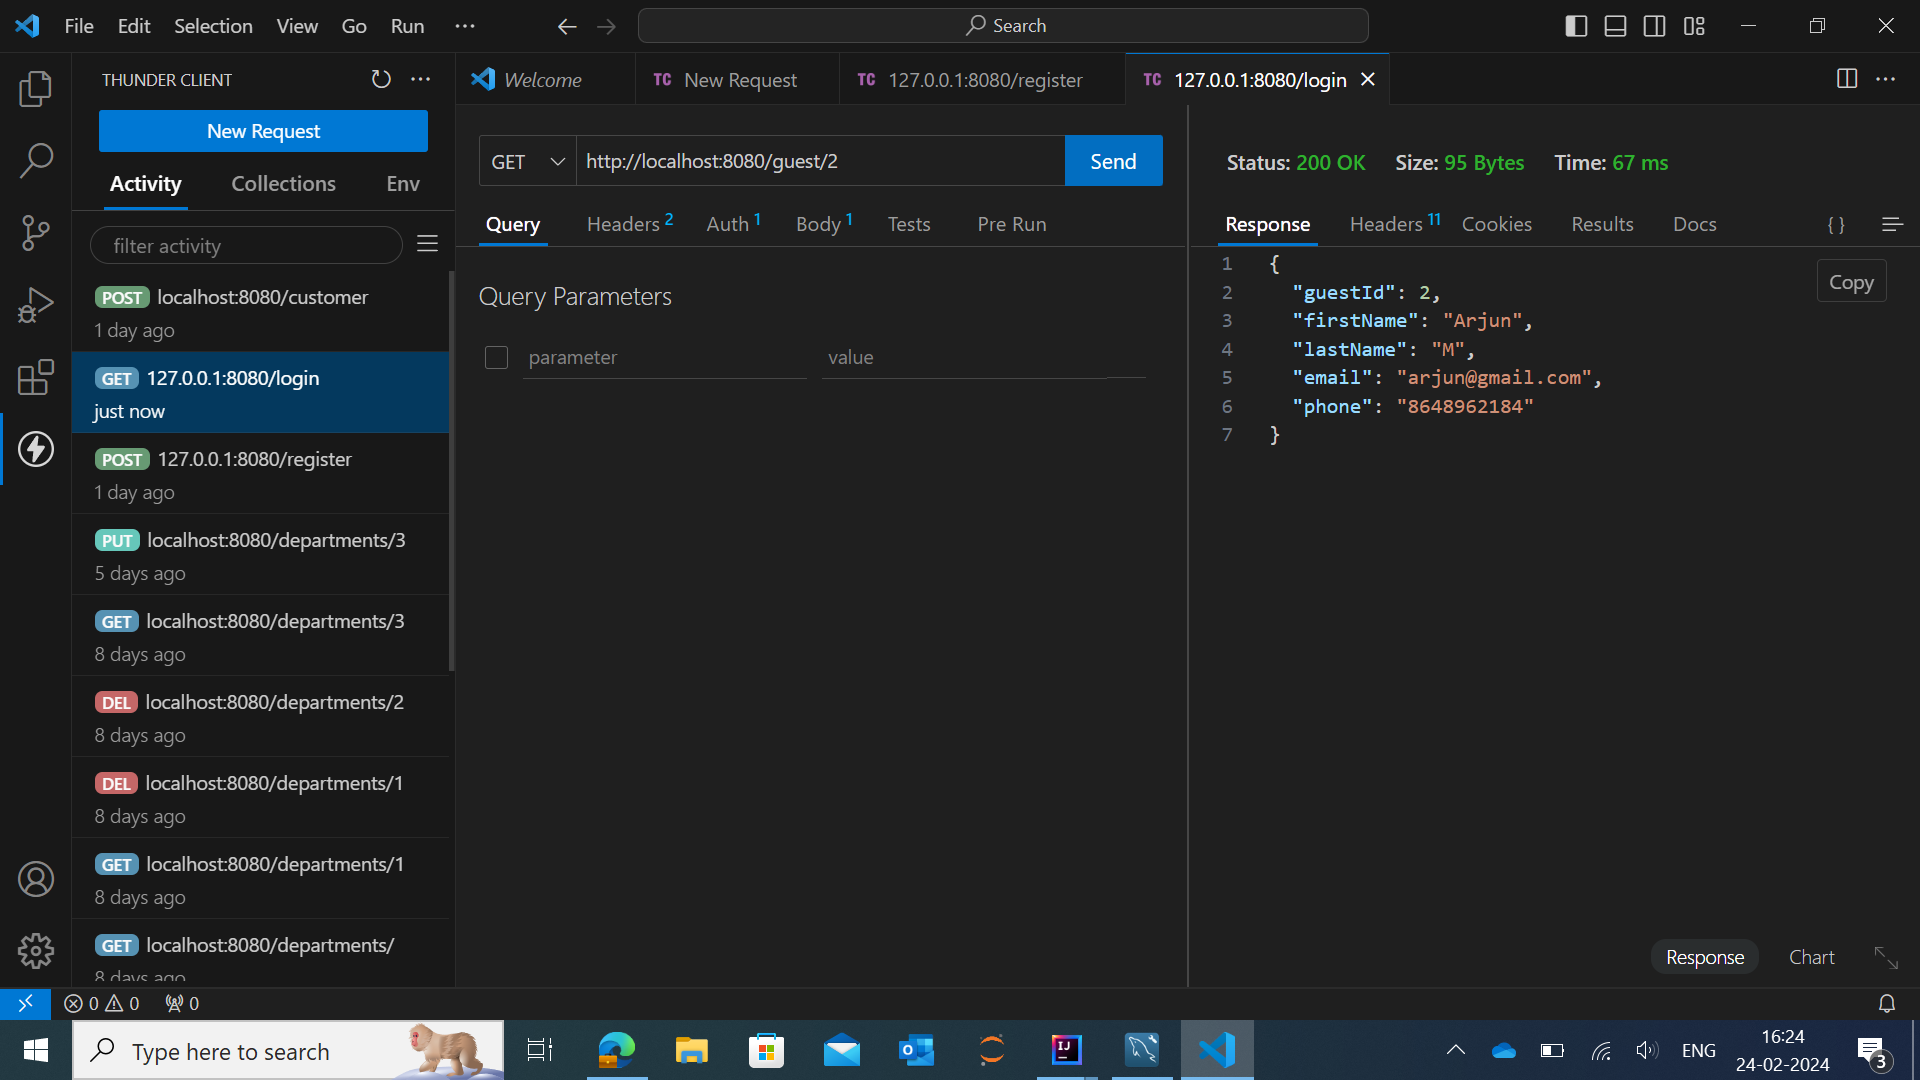 File Edit Selection View Go Run ···
Search
THUNDER CLIENT
New Request
Activity Collections Env
filter activity
POST localhost:8080/customer
1 day ago
GET 127.0.0.1:8080/login
just now
POST 127.0.0.1:8080/register
1 day ago
PUT localhost:8080/departments/3
5 days ago
GET localhost:8080/departments/3
8 days ago
DEL localhost:8080/departments/2
8 days ago
DEL localhost:8080/departments/1
8 days ago
GET localhost:8080/departments/1
8 days ago
GET localhost:8080/departments/
8 days ago
Welcome
TC New Request
TC 127.0.0.1:8080/register
TC 127.0.0.1:8080/login
GET http://localhost:8080/guest/2 Send
Query Headers 2 Auth 1 Body 1 Tests Pre Run
Query Parameters
parameter value
Status: 200 OK Size: 95 Bytes Time: 67 ms
Response Headers 11 Cookies Results Docs { }
Copy
1 {
2 "guestId": 2,
3 "firstName": "Arjun",
4 "lastName": "M",
5 "email": "arjun@gmail.com",
6 "phone": "8648962184"
7 }
Response Chart
0 0 0
Type here to search
IJ
ENG
16:24
24-02-2024
3